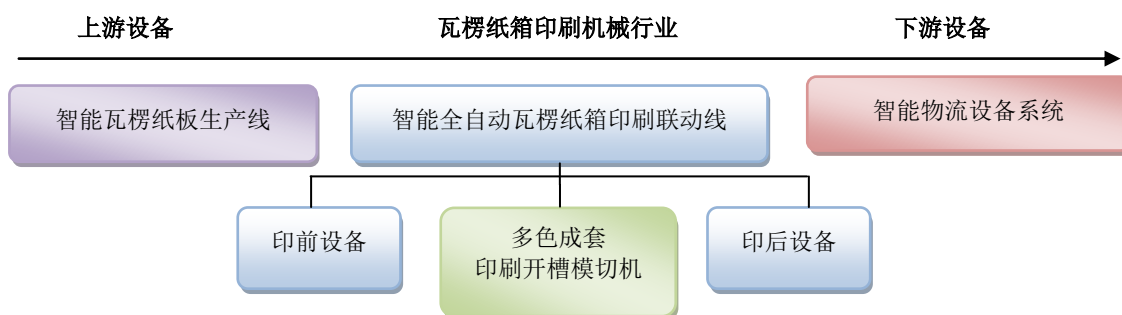 上游设备
瓦楞纸箱印刷机械行业
下游设备
智能瓦楞纸板生产线
智能全自动瓦楞纸箱印刷联动线
智能物流设备系统
印前设备
多色成套
印刷开槽模切机
印后设备